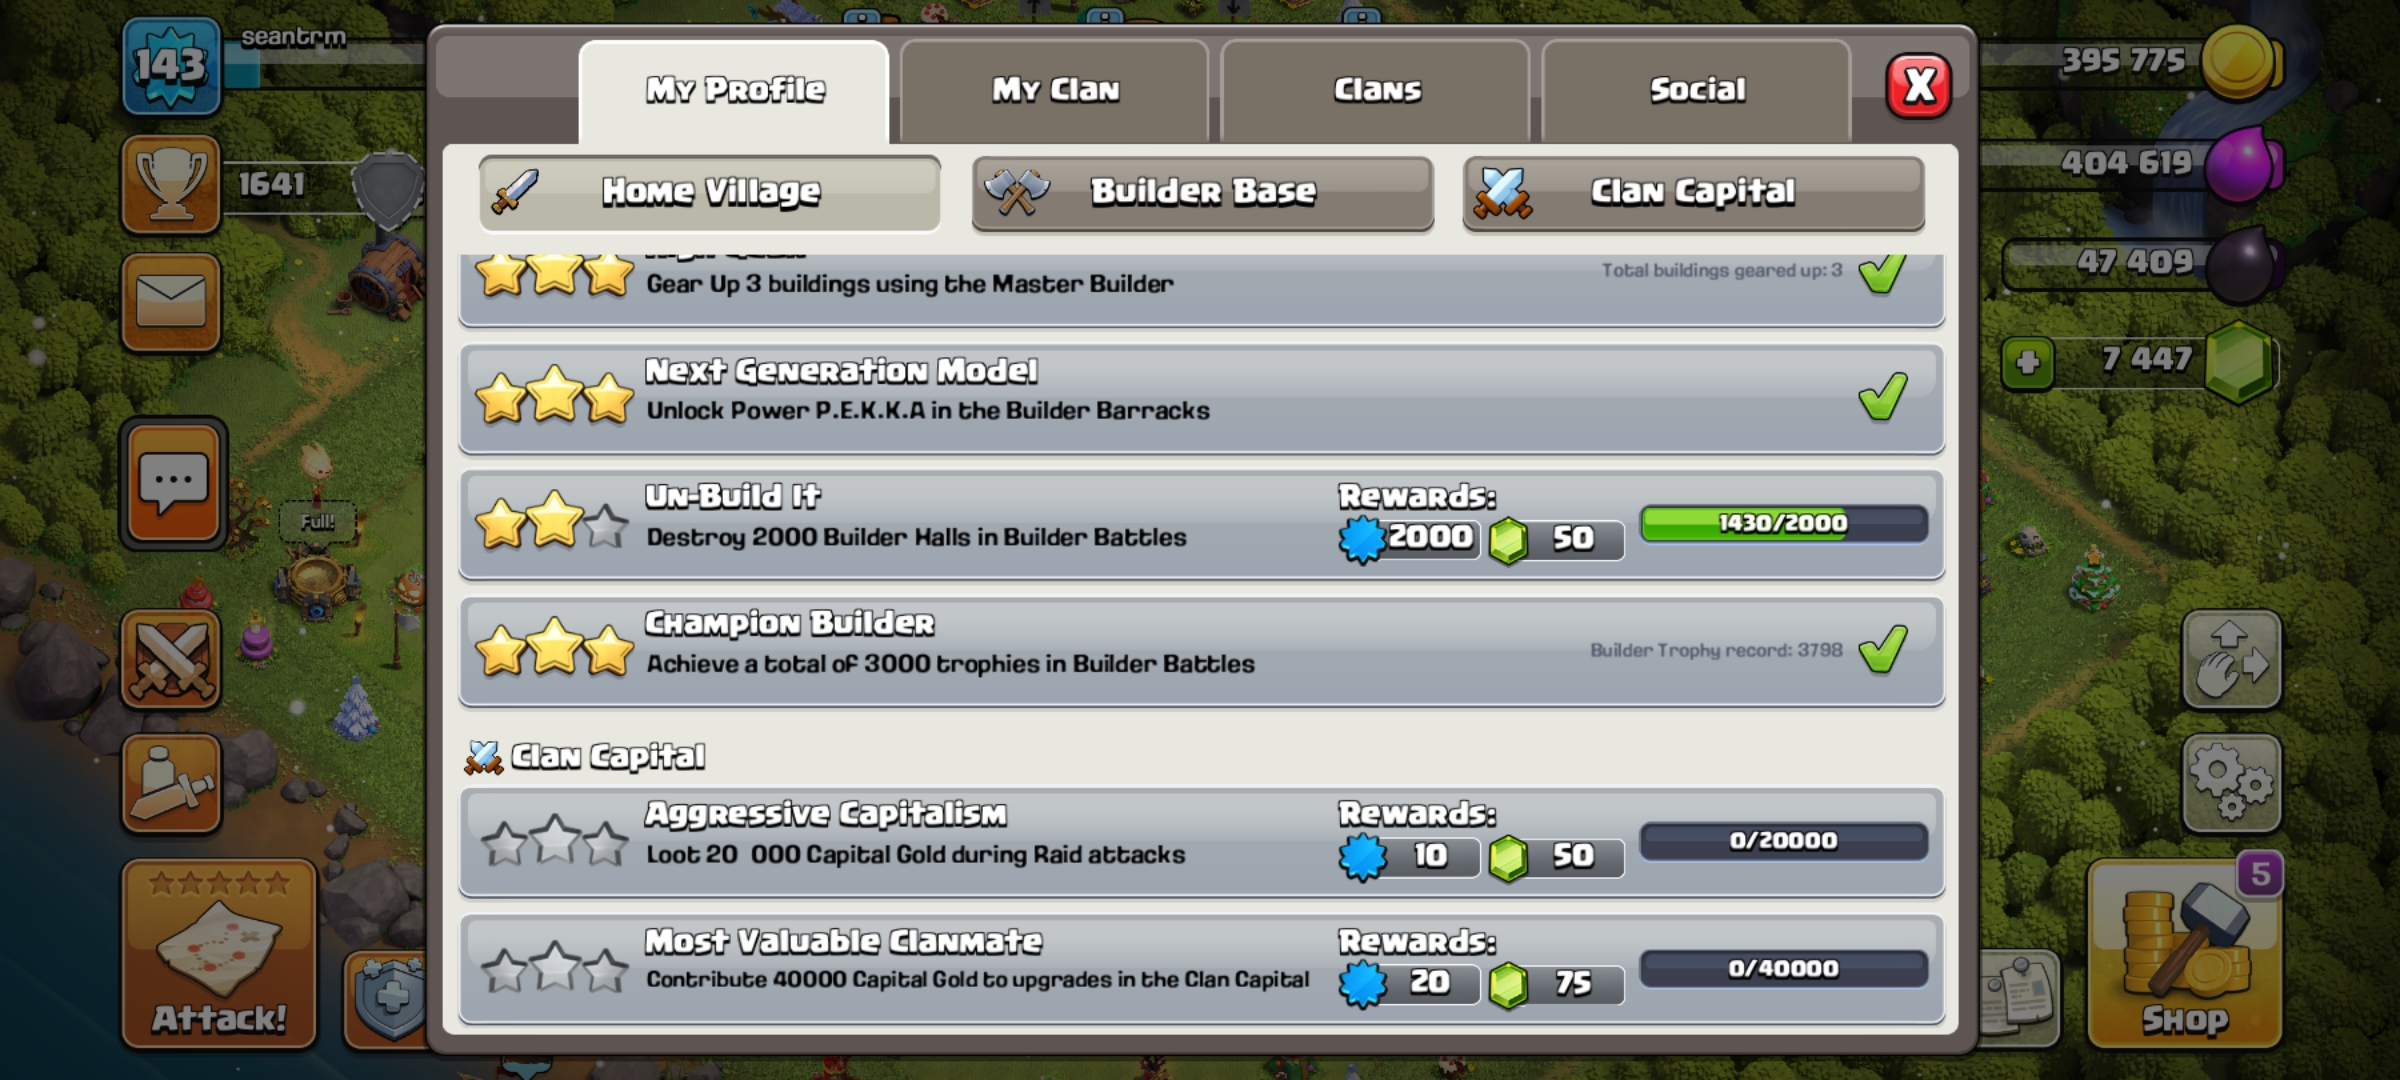 143
seantrm
1641
My Profile
My Clan
Clans
Social
X
395 775
404 619
47 409
7 447
Home Village
Builder Base
Clan Capital
Gear Up 3 buildings using the Master Builder
Total buildings geared up: 3
Next Generation Model
Unlock Power P.E.K.K.A in the Builder Barracks
Un-Build It
Destroy 2000 Builder Halls in Builder Battles
Rewards:
2000
50
1430/2000
Champion Builder
Achieve a total of 3000 trophies in Builder Battles
Builder Trophy record: 3798
Clan Capital
Aggressive Capitalism
Loot 20 000 Capital Gold during Raid attacks
Rewards:
10
50
0/20000
Most Valuable Clanmate
Contribute 40000 Capital Gold to upgrades in the Clan Capital
Rewards:
20
75
0/40000
Full!
Attack!
5
Shop